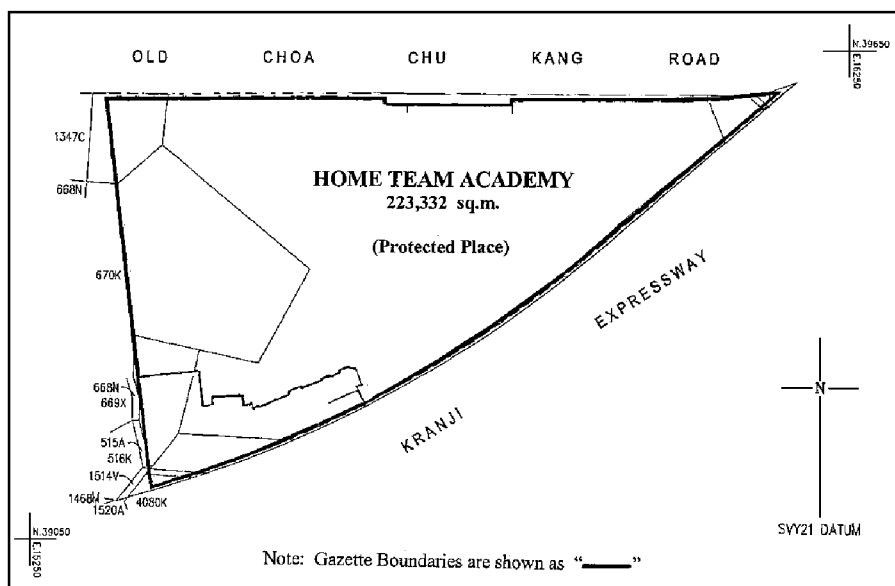 OLD CHOA CHU KANG ROAD
N.39650
E.16250
1347C
668N
HOME TEAM ACADEMY
223,332 sq.m.
(Protected Place)
670K
EXPRESSWAY
KRANJI
668N
669X
515A
516K
1514V
1468M
1520A
4080K
N
N.39050
E.15250
SVY21 DATUM
Note: Gazette Boundaries are shown as “ ”